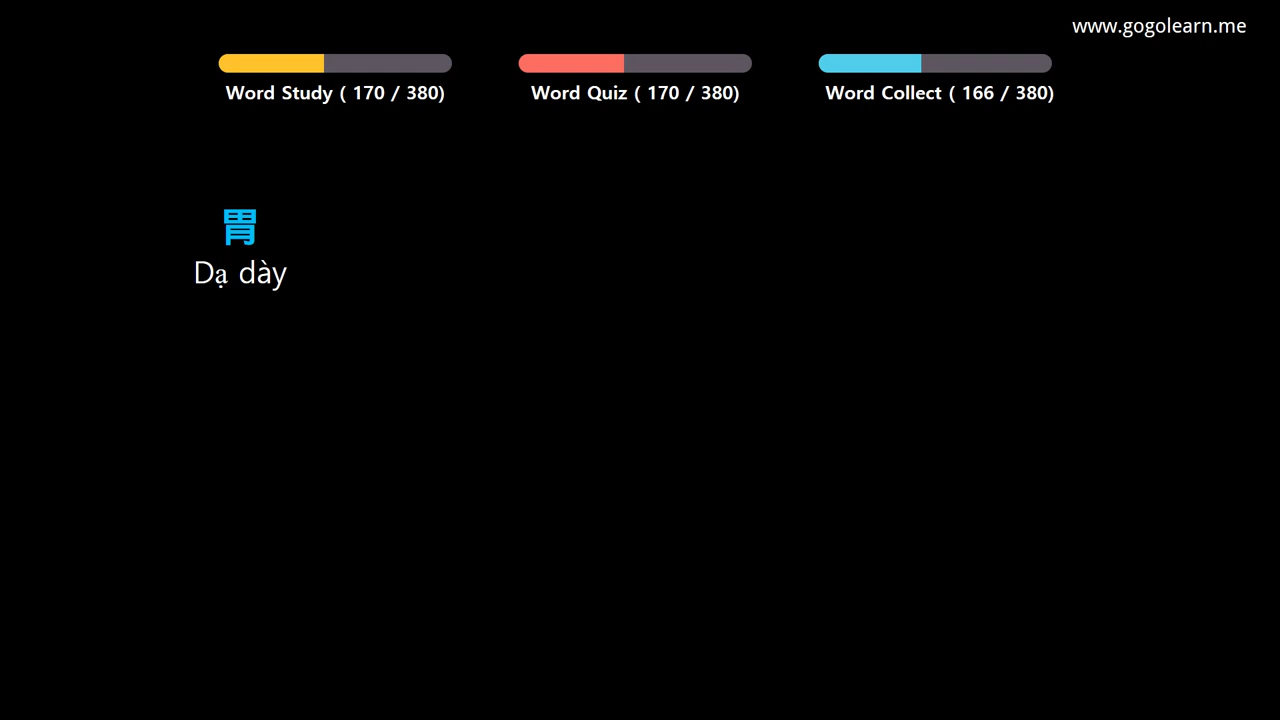 www.gogolearn.me
Word Study ( 170 / 380)
Word Quiz ( 170 / 380)
Word Collect ( 166 / 380)
胃
Dạ dày